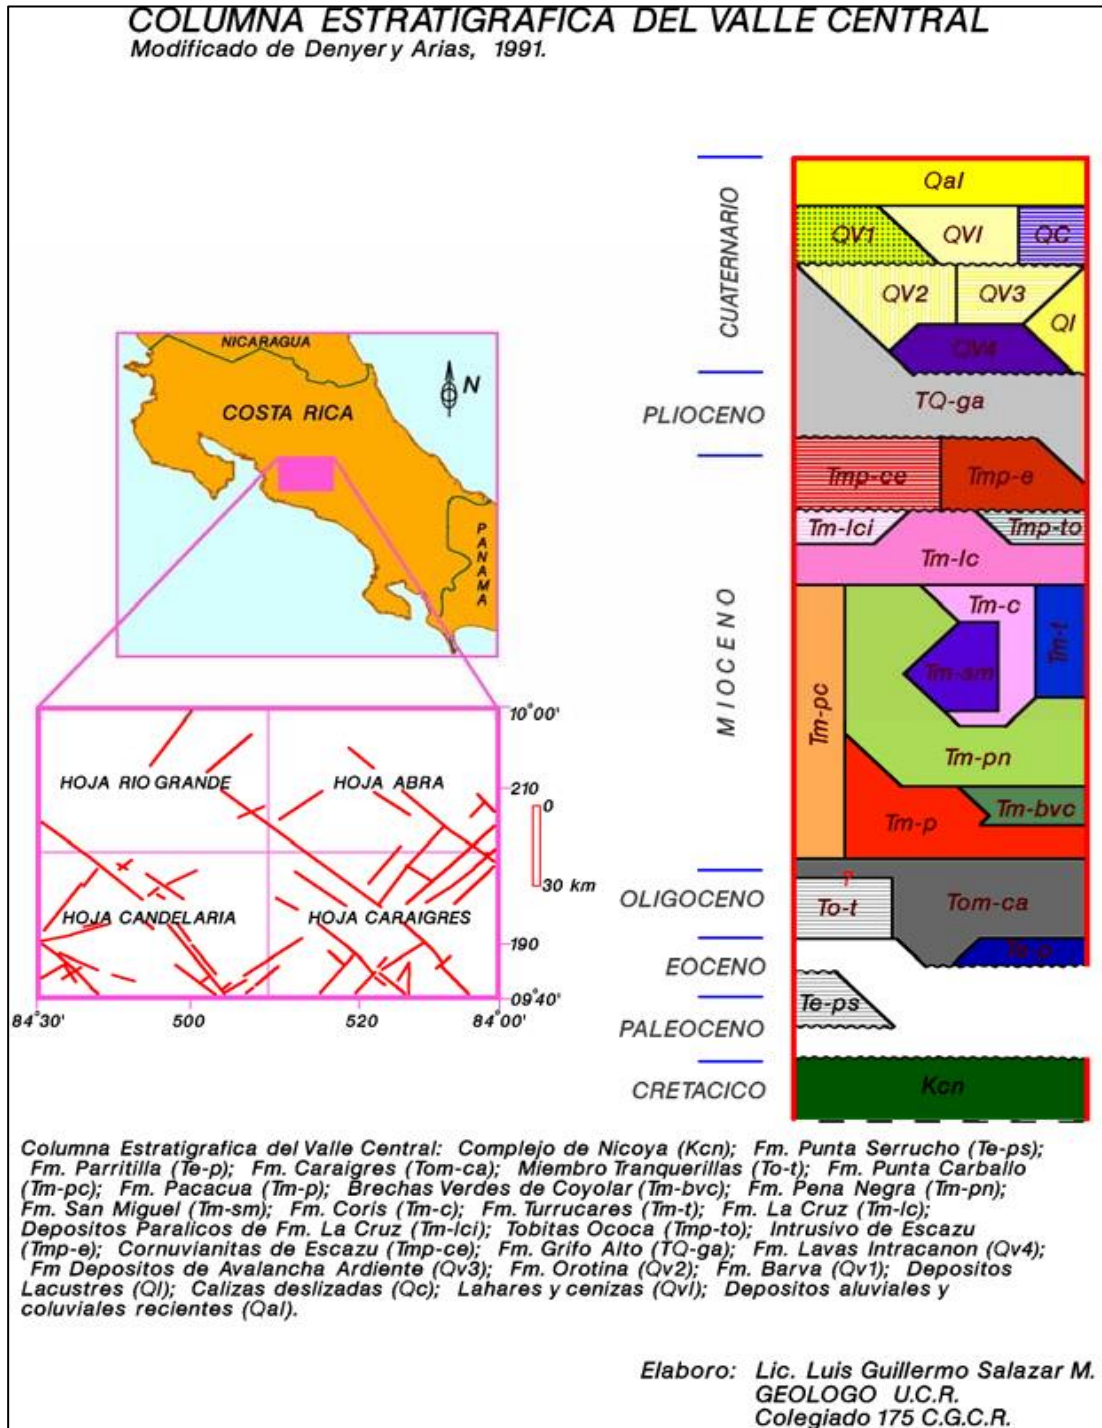 COLUMNA ESTRATIGRAFICA DEL VALLE CENTRAL
Modificado de Denyer y Arias, 1991.
CUATERNARIO
PLIOCENO
MIOCENO
OLIGOCENO
EOCENO
PALEOCENO
CRETACICO
Qal
QV1
QVI
QC
QV2
QV3
QI
QV4
TQ-ga
Tmp-ce
Tmp-e
Tm-lci
Tmp-to
Tm-lc
Tm-c
Tm-t
Tm-sm
Tm-pc
Tm-pn
Tm-p
Tm-bvc
?
To-t
Tom-ca
Te-p
Te-ps
Kcn
NICARAGUA
COSTA RICA
N
PANAMA
HOJA RIO GRANDE
HOJA ABRA
HOJA CANDELARIA
HOJA CARAIGRES
10°00'
210
0
30 km
190
09°40'
84°30'
500
520
84°00'
Columna Estratigrafica del Valle Central: Complejo de Nicoya (Kcn); Fm. Punta Serrucho (Te-ps);
Fm. Parritilla (Te-p); Fm. Caraigres (Tom-ca); Miembro Tranquerillas (To-t); Fm. Punta Carballo
(Tm-pc); Fm. Pacacua (Tm-p); Brechas Verdes de Coyolar (Tm-bvc); Fm. Pena Negra (Tm-pn);
Fm. San Miguel (Tm-sm); Fm. Coris (Tm-c); Fm. Turrucares (Tm-t); Fm. La Cruz (Tm-lc);
Depositos Paralicos de Fm. La Cruz (Tm-lci); Tobitas Ococa (Tmp-to); Intrusivo de Escazu
(Tmp-e); Cornuvianitas de Escazu (Tmp-ce); Fm. Grifo Alto (TQ-ga); Fm. Lavas Intracanon (Qv4);
Fm Depositos de Avalancha Ardiente (Qv3); Fm. Orotina (Qv2); Fm. Barva (Qv1); Depositos
Lacustres (Ql); Calizas deslizadas (Qc); Lahares y cenizas (Qvl); Depositos aluviales y
coluviales recientes (Qal).
Elaboro: Lic. Luis Guillermo Salazar M.
GEOLOGO U.C.R.
Colegiado 175 C.G.C.R.